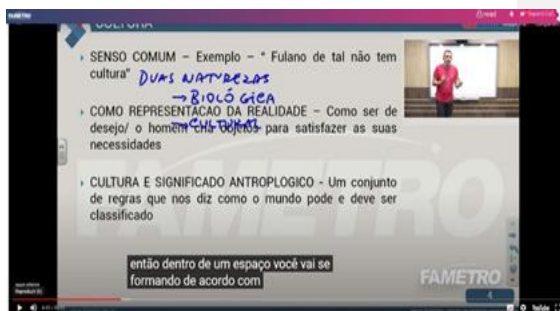 CULTURA
SENSO COMUM – Exemplo – “ Fulano de tal não tem
cultura” DUAS NATUREZAS
→ BIOLÓGICA
COMO REPRESENTACAO DA REALIDADE – Como ser de
→ CULTURAL
desejo/ o homem cria objetos para satisfazer as suas
necessidades
CULTURA E SIGNIFICADO ANTROPLOGICO - Um conjunto
de regras que nos diz como o mundo pode e deve ser
classificado
FAMETRO
então dentro de um espaço você vai se
formando de acordo com
FAMETRO
YouTube